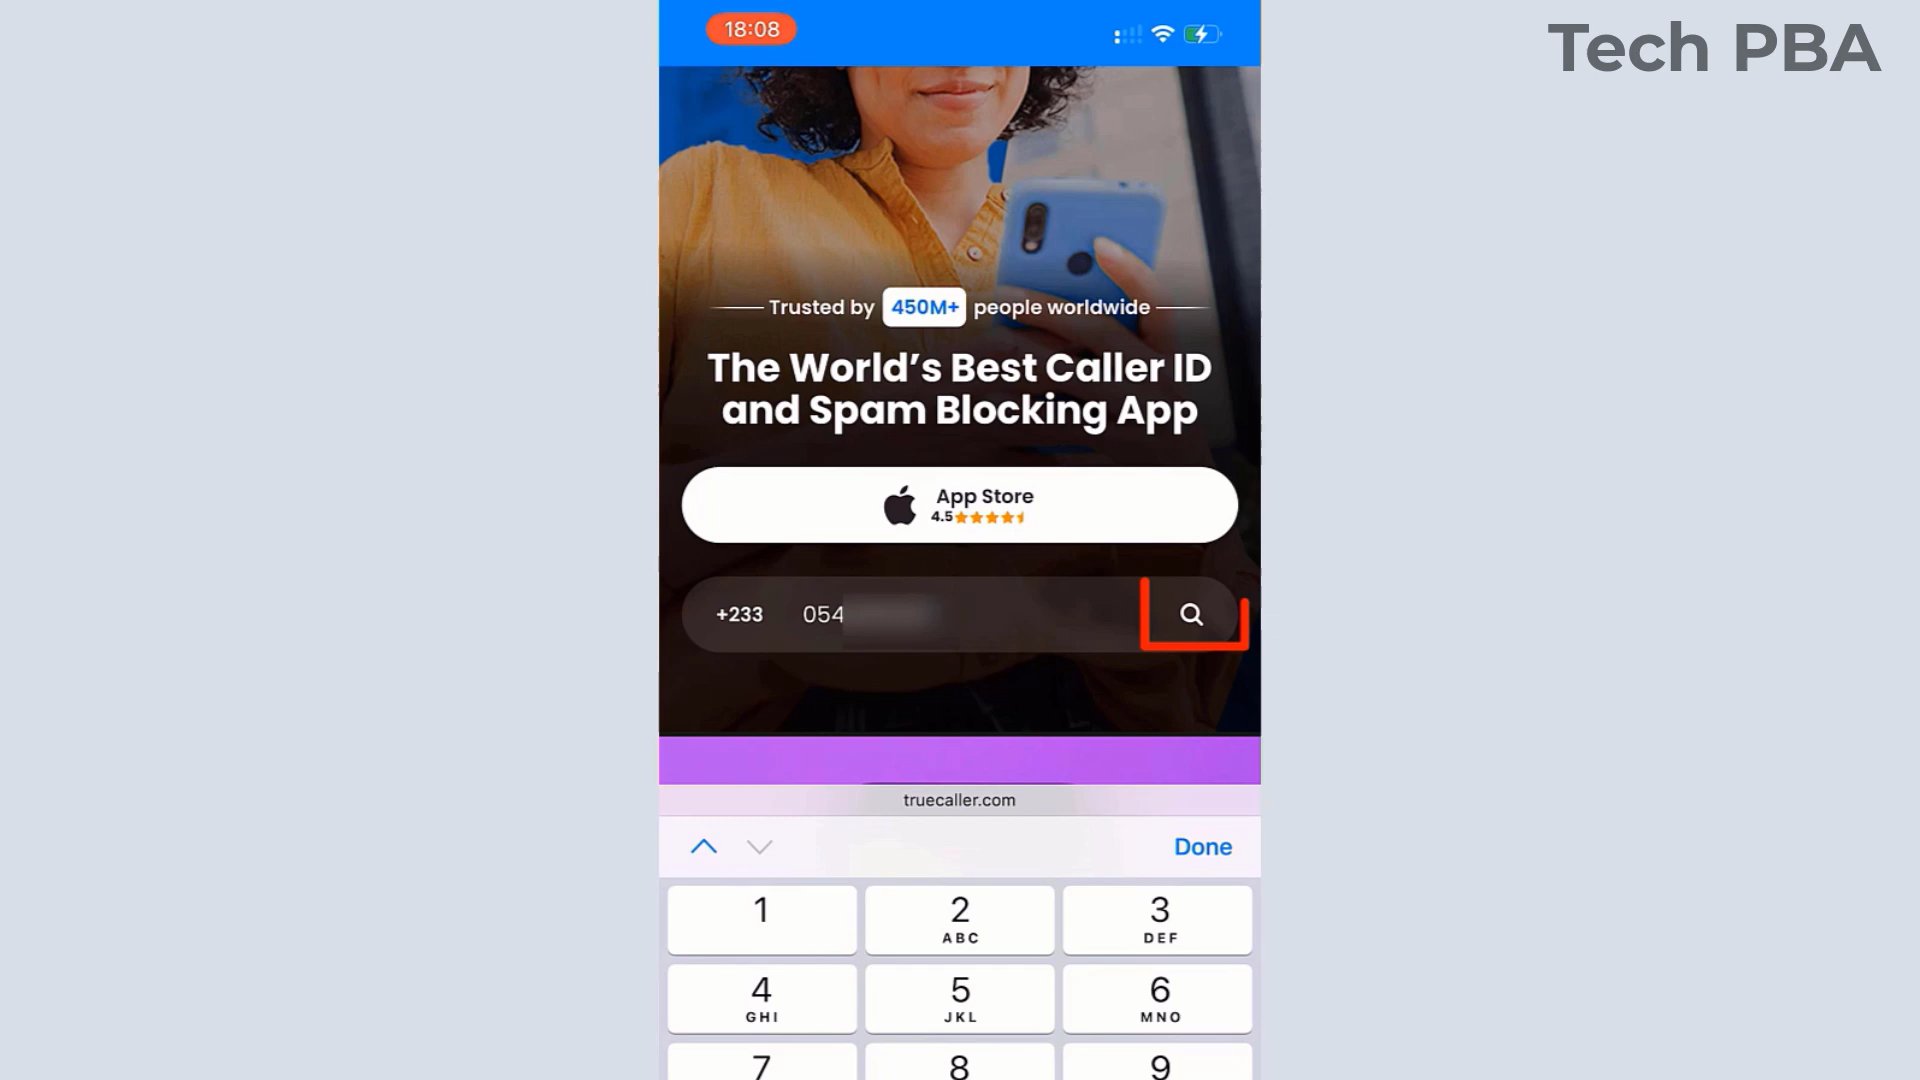 Tech PBA
18:08
Trusted by 450M+ people worldwide
The World's Best Caller ID
and Spam Blocking App
App Store
4.5
+233 054
truecaller.com
Done
1 2 3
ABC DEF
4 5 6
GHI JKL MNO
7 8 9